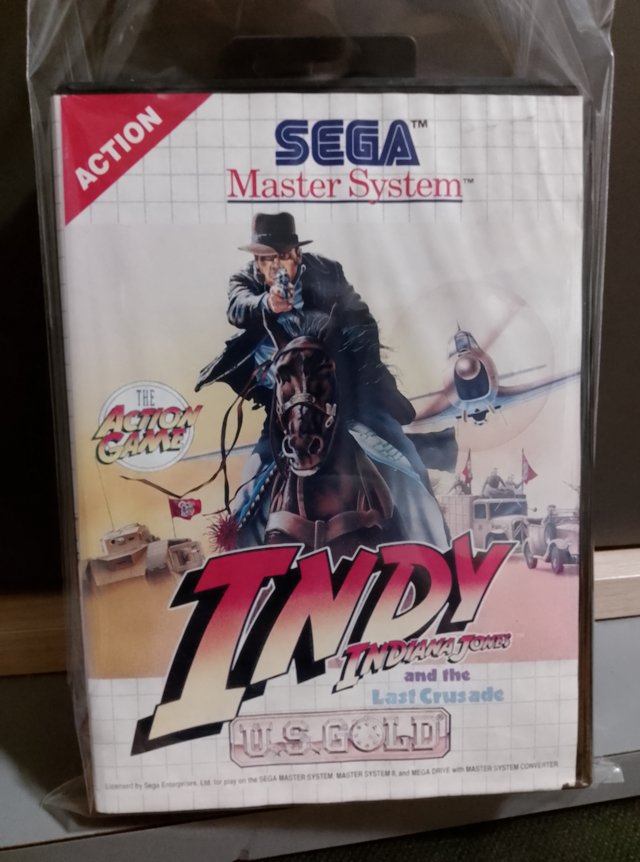 ACTION
SEGA™
Master System™
THE
ACTION
GAME
INDY
INDIANA JONES
and the
Last Crusade
U.S. GOLD®
Licensed by Sega Enterprises, Ltd. for play on the SEGA MASTER SYSTEM, MASTER SYSTEM II, and MEGA DRIVE with MASTER SYSTEM CONVERTER